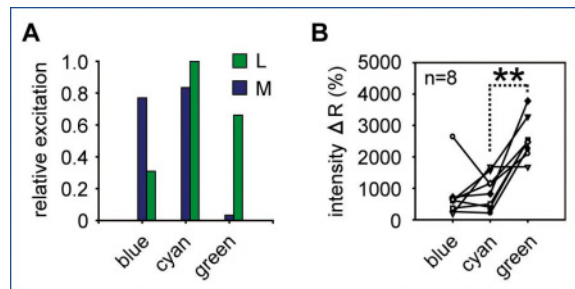 A
relative excitation
1.0
0.8
0.6
0.4
0.2
0
L
M
blue
cyan
green
B
intensity Δ R (%)
5000
4000
3000
2000
1000
0
n=8
**
blue
cyan
green